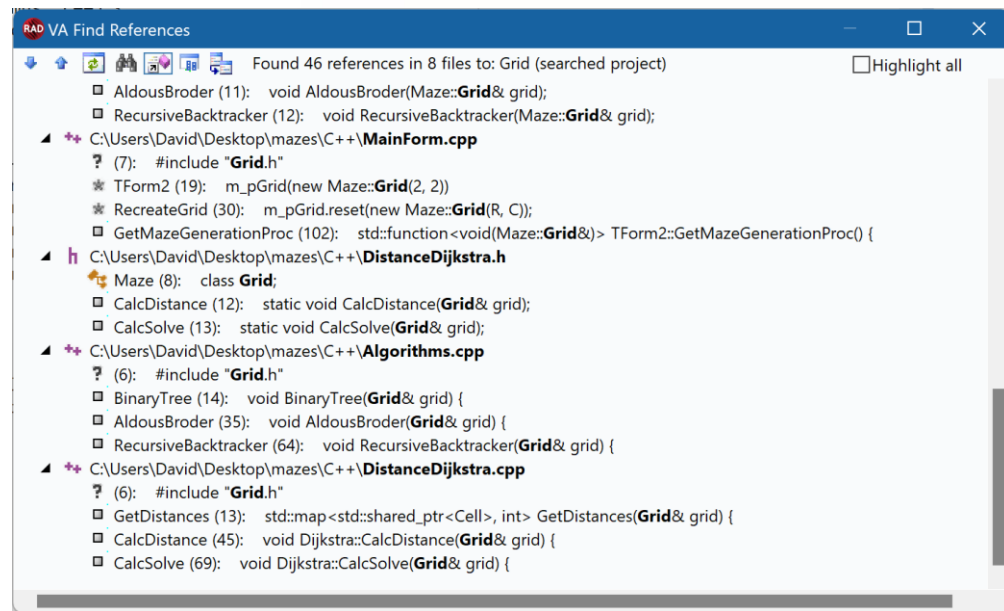 RAD VA Find References
Found 46 references in 8 files to: Grid (searched project) Highlight all
AldousBroder (11): void AldousBroder(Maze::Grid& grid);
RecursiveBacktracker (12): void RecursiveBacktracker(Maze::Grid& grid);
++ C:\Users\David\Desktop\mazes\C++\MainForm.cpp
? (7): #include "Grid.h"
TForm2 (19): m_pGrid(new Maze::Grid(2, 2))
RecreateGrid (30): m_pGrid.reset(new Maze::Grid(R, C));
GetMazeGenerationProc (102): std::function<void(Maze::Grid&)> TForm2::GetMazeGenerationProc() {
h C:\Users\David\Desktop\mazes\C++\DistanceDijkstra.h
Maze (8): class Grid;
CalcDistance (12): static void CalcDistance(Grid& grid);
CalcSolve (13): static void CalcSolve(Grid& grid);
++ C:\Users\David\Desktop\mazes\C++\Algorithms.cpp
? (6): #include "Grid.h"
BinaryTree (14): void BinaryTree(Grid& grid) {
AldousBroder (35): void AldousBroder(Grid& grid) {
RecursiveBacktracker (64): void RecursiveBacktracker(Grid& grid) {
++ C:\Users\David\Desktop\mazes\C++\DistanceDijkstra.cpp
? (6): #include "Grid.h"
GetDistances (13): std::map<std::shared_ptr<Cell>, int> GetDistances(Grid& grid) {
CalcDistance (45): void Dijkstra::CalcDistance(Grid& grid) {
CalcSolve (69): void Dijkstra::CalcSolve(Grid& grid) {